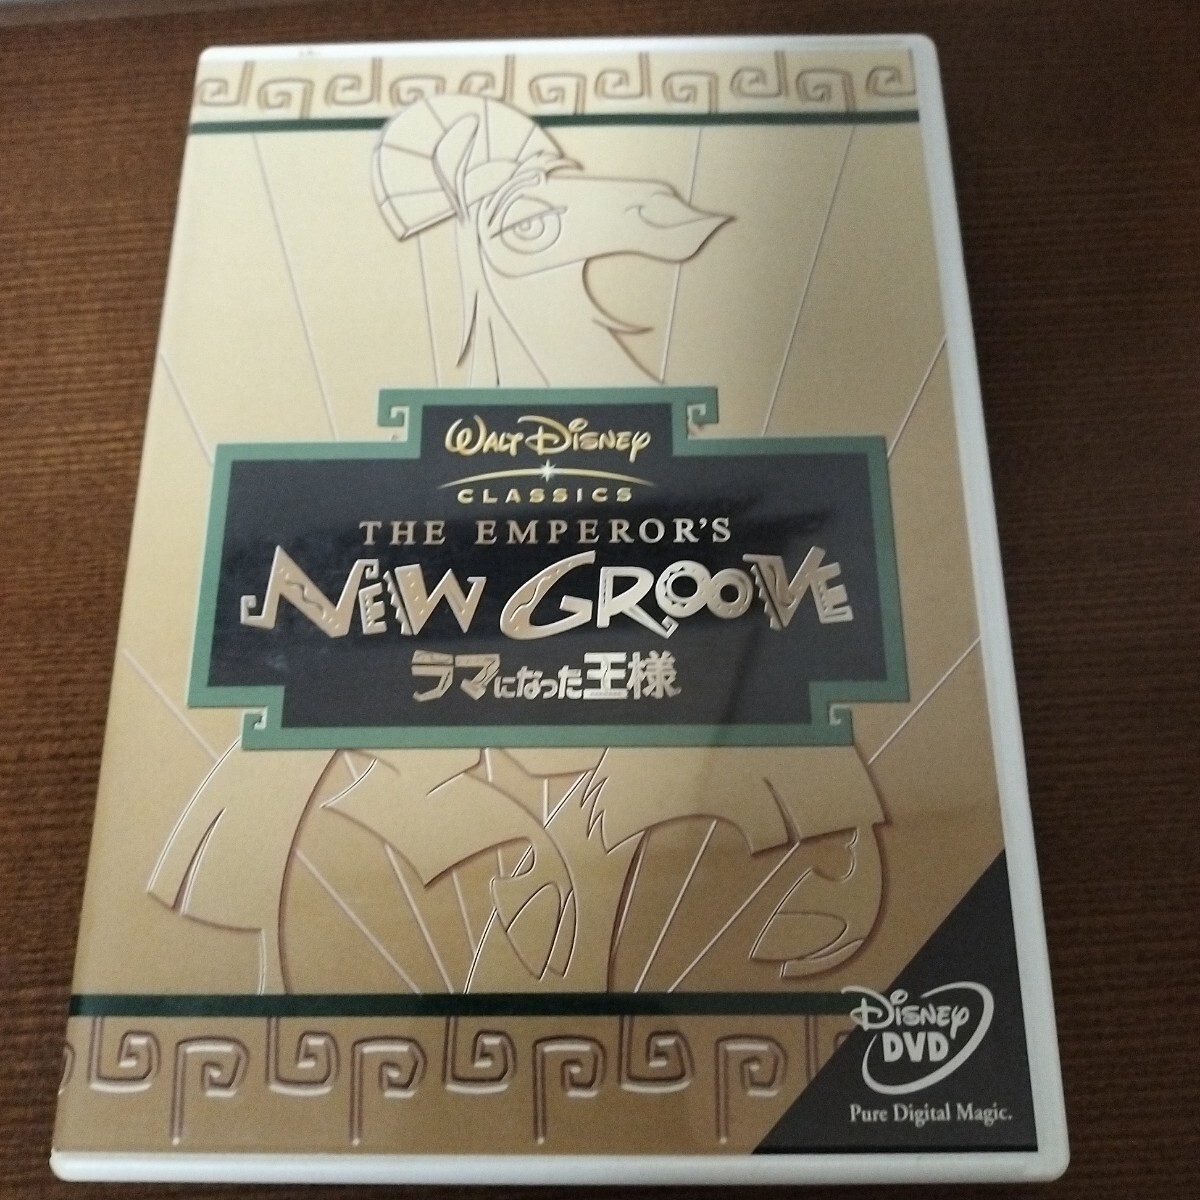 WALT DISNEY
CLASSICS
THE EMPEROR'S
NEW GROOVE
ラマになった王様
DISNEY
DVD
Pure Digital Magic.